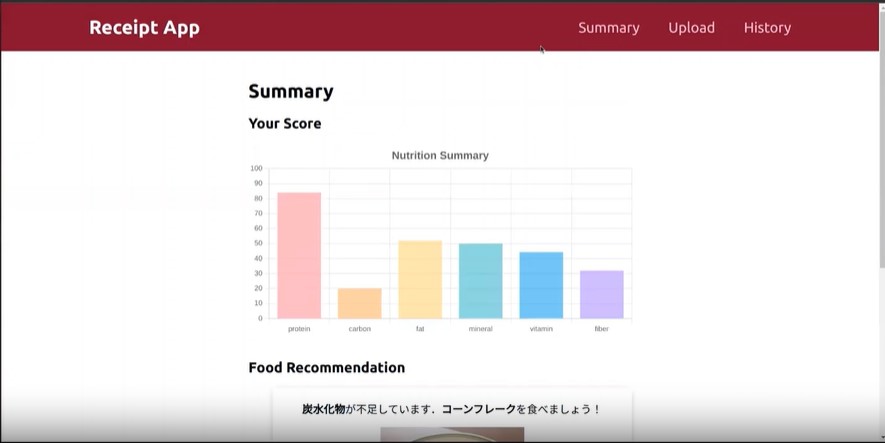 Receipt App
Summary Upload History
Summary
Your Score
Nutrition Summary
100
90
80
70
60
50
40
30
20
10
0
protein carbon fat mineral vitamin fiber
Food Recommendation
炭水化物が不足しています．コーンフレークを食べましょう！